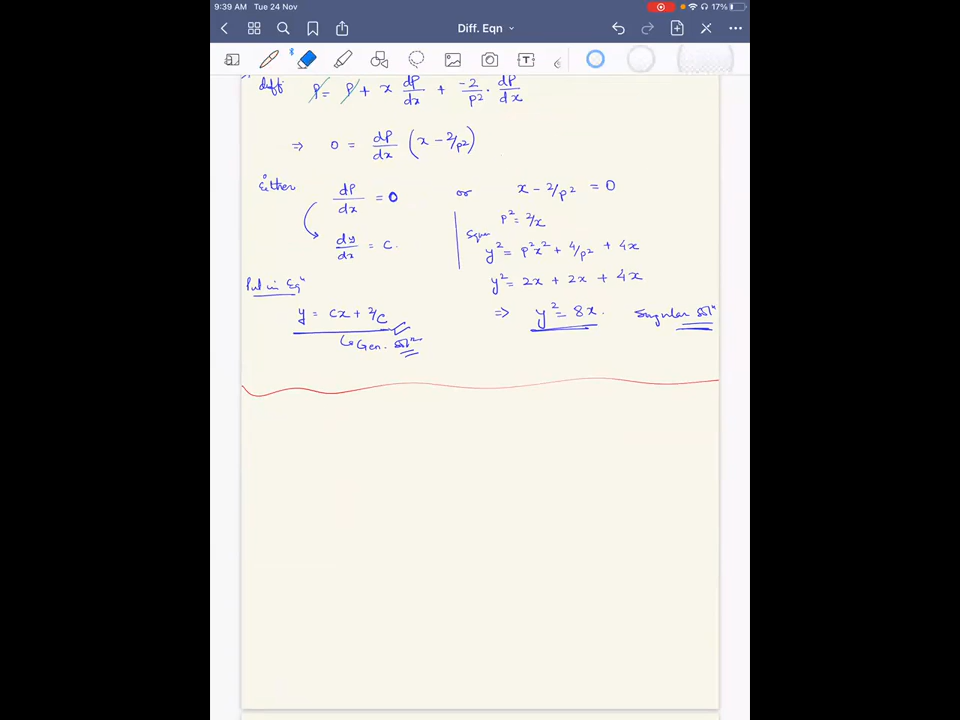 9:39 AM Tue 24 Nov
17%
Diff. Eqn
diff p = p + x dp/dx + -2/p² . dp/dx
⇒ 0 = dp/dx (x - 2/p²)
Either dp/dx = 0 or x - 2/p² = 0
p² = 2/x
dy/dx = c.
y² = p²x² + 4/p² + 4x
y² = 2x + 2x + 4x
Put in Eqⁿ
y = cx + 2/c
⇒ y² = 8x. Singular solⁿ
Gen. solⁿ